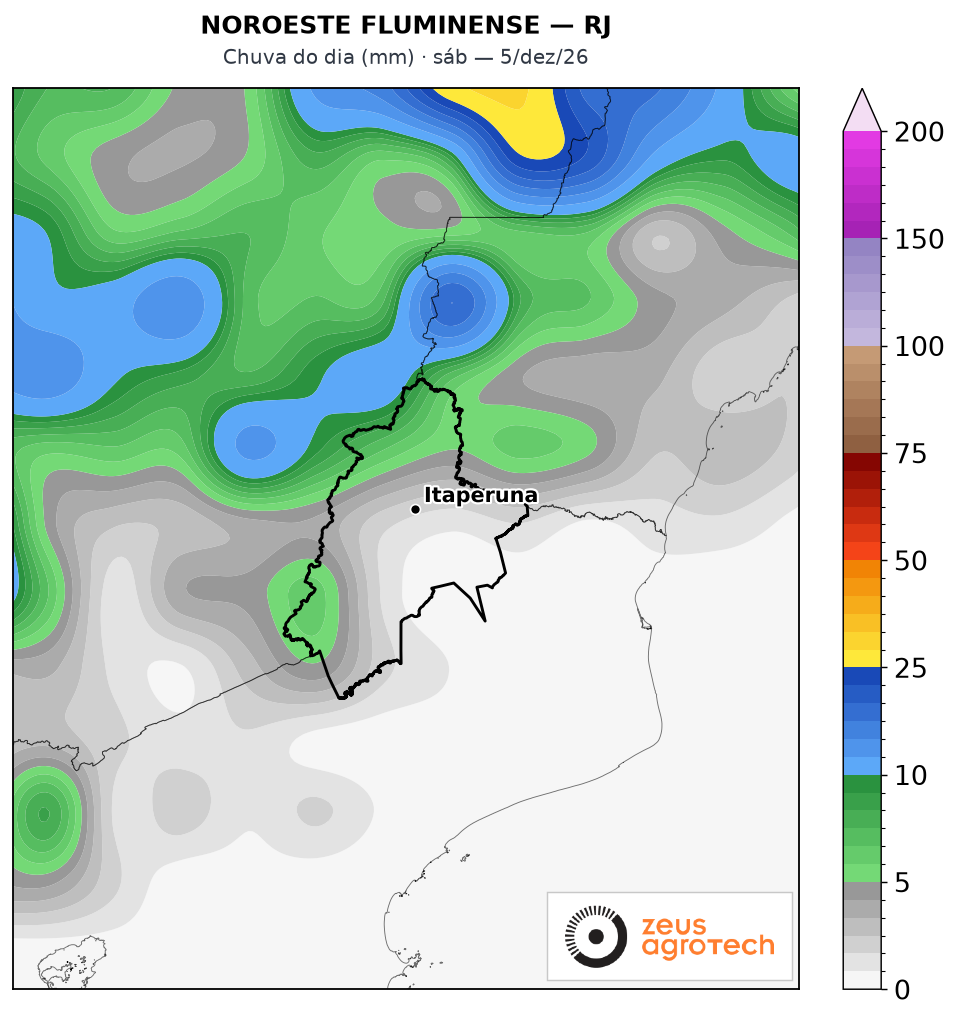 NOROESTE FLUMINENSE — RJ
Chuva do dia (mm) · sáb — 5/dez/26
200
150
100
75
50
25
10
5
0
Itaperuna
zeus
agrotech